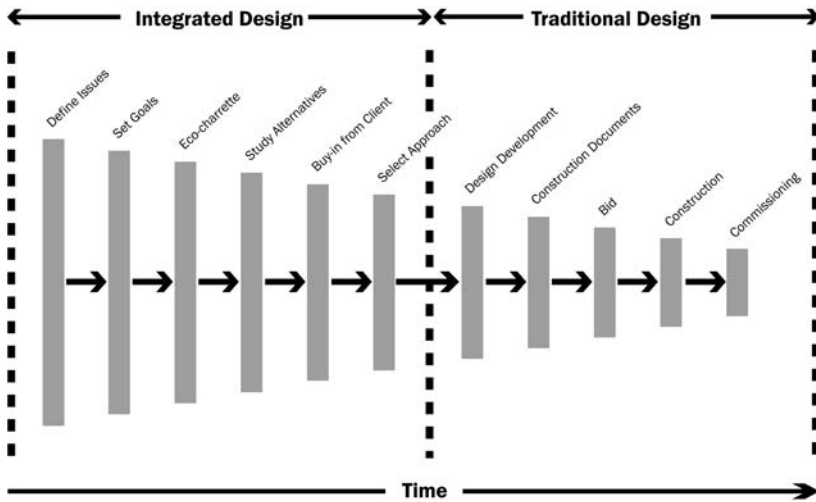 Integrated Design
Traditional Design
Define Issues
Set Goals
Eco-charrette
Study Alternatives
Buy-in from Client
Select Approach
Design Development
Construction Documents
Bid
Construction
Commissioning
Time